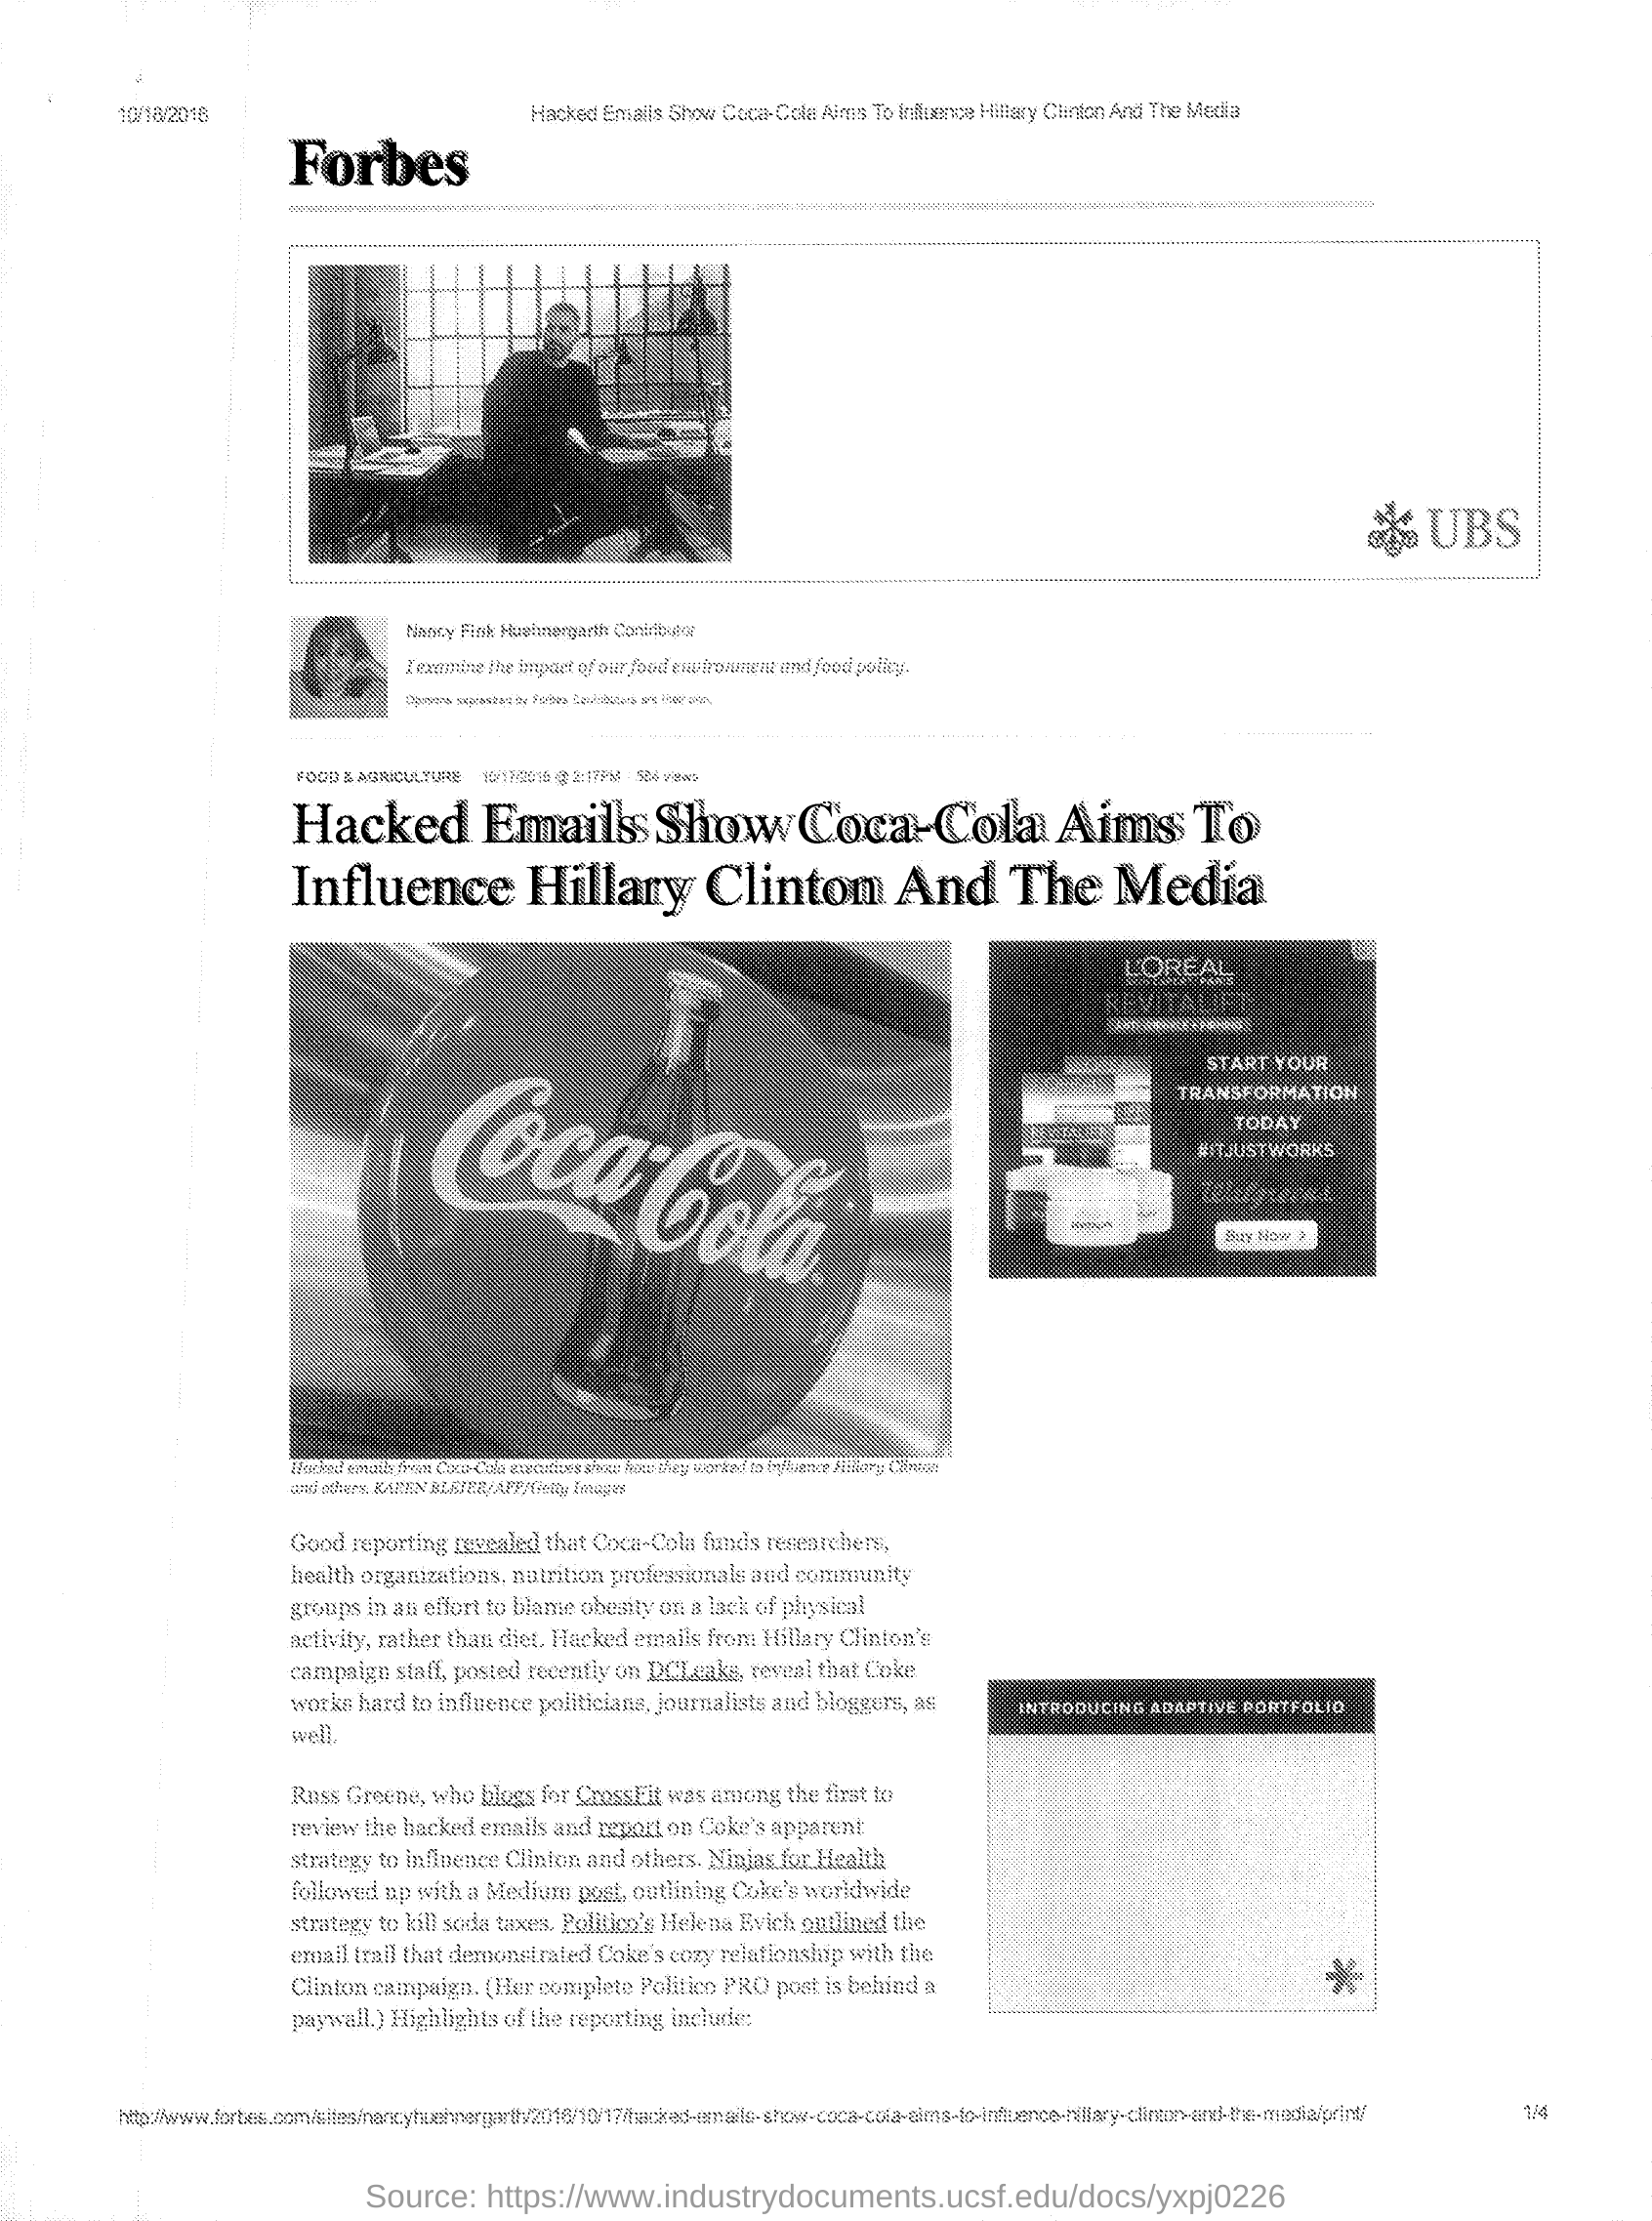 10/18/2016
Hacked Emails Show Coca-Cola Aims To Influence Hillary Clinton And The Media
Forbes
UBS
Nancy Fink Huehnergarth Contributor
I examine the impact of our food environment and food policy.
Opinions expressed by Forbes Contributors are their own.
FOOD & AGRICULTURE 10/17/2016 @ 2:17PM 584 views
Hacked Emails Show Coca-Cola Aims To
Influence Hillary Clinton And The Media
Coca-Cola
L'ORÉAL
PARIS
REVITALIFT
START YOUR
TRANSFORMATION
TODAY
#ITJUSTWORKS
Buy Now >
Hacked emails from Coca-Cola executives show how they worked to influence Hillary Clinton
and others. KAREN BLEIER/AFP/Getty Images
Good reporting revealed that Coca-Cola funds researchers,
health organizations, nutrition professionals and community
groups in an effort to blame obesity on a lack of physical
activity, rather than diet. Hacked emails from Hillary Clinton's
campaign staff, posted recently on DCLeaks, reveal that Coke
works hard to influence politicians, journalists and bloggers, as
well.
INTRODUCING ADAPTIVE PORTFOLIO
Russ Greene, who blogs for CrossFit was among the first to
review the hacked emails and report on Coke's apparent
strategy to influence Clinton and others. Ninjas for Health
followed up with a Medium post, outlining Coke's worldwide
strategy to kill soda taxes. Politico's Helena Evich outlined the
email trail that demonstrated Coke's cozy relationship with the
Clinton campaign. (Her complete Politico PRO post is behind a
paywall.) Highlights of the reporting include:
http://www.forbes.com/sites/nancyhuehnergarth/2016/10/17/hacked-emails-show-coca-cola-aims-to-influence-hillary-clinton-and-the-media/print/
1/4
Source: https://www.industrydocuments.ucsf.edu/docs/yxpj0226